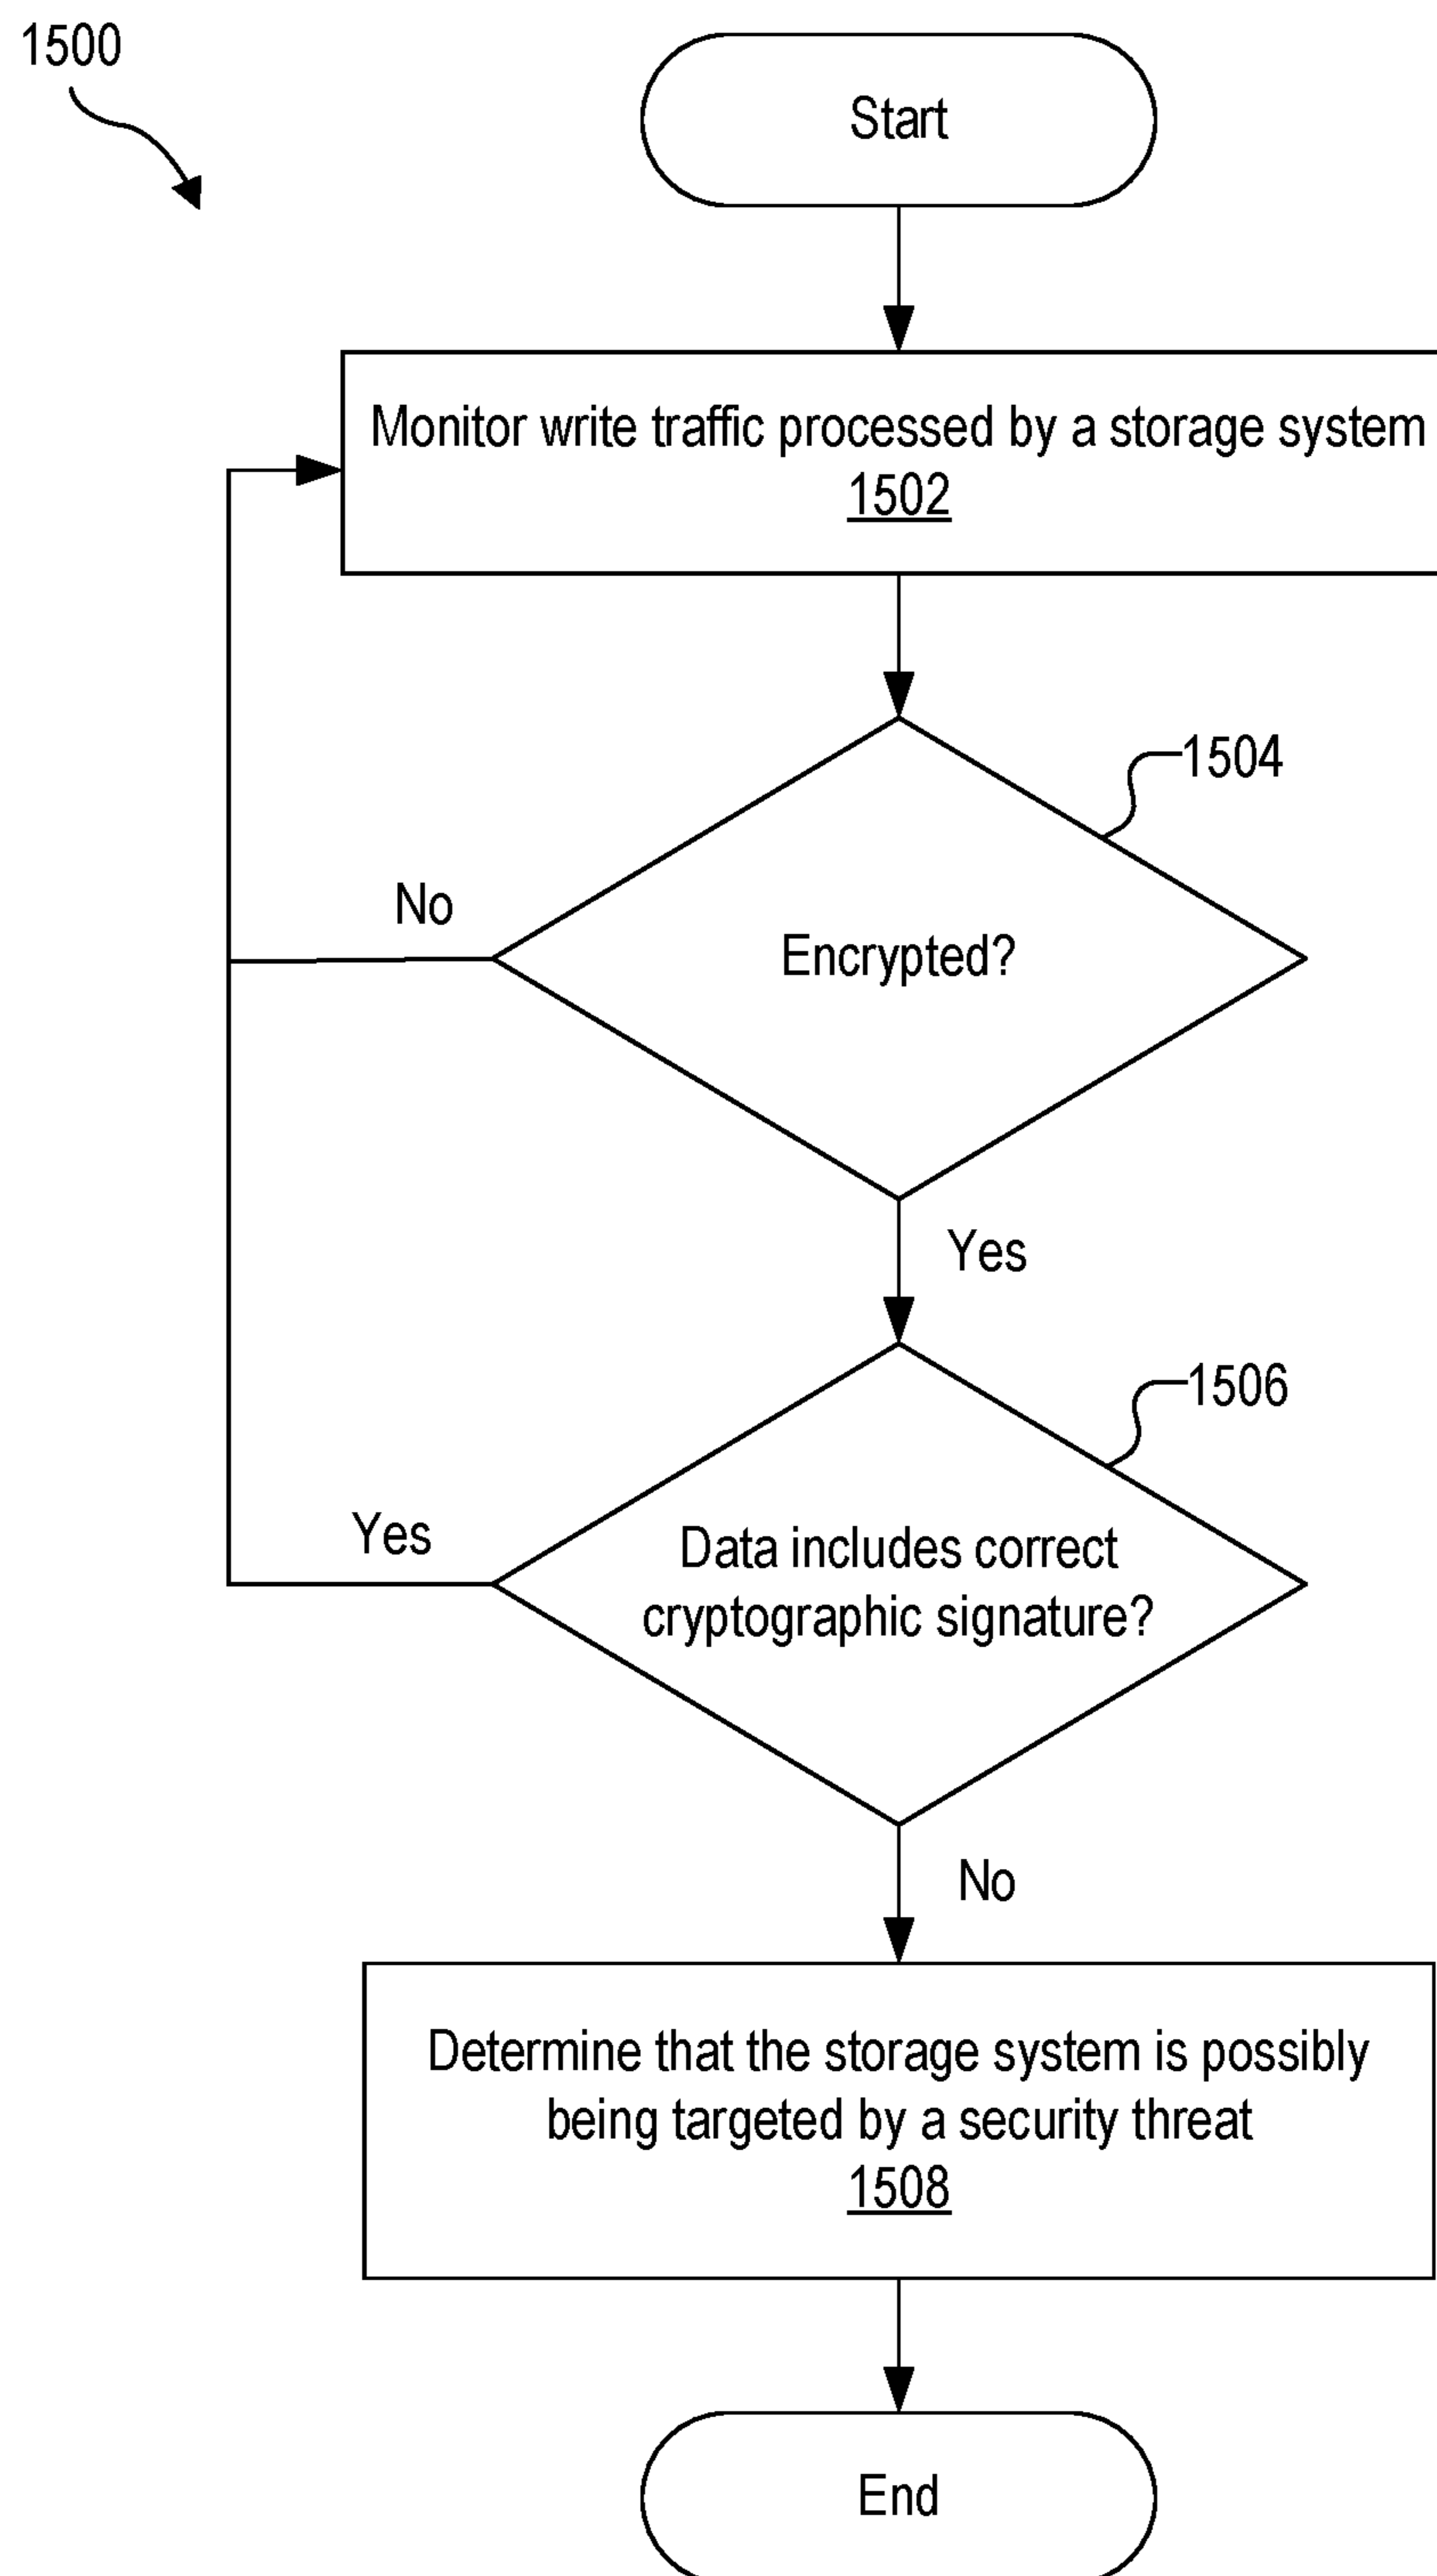 1500
Start
Monitor write traffic processed by a storage system
1502
1504
Encrypted?
No
Yes
1506
Data includes correct
cryptographic signature?
Yes
No
Determine that the storage system is possibly
being targeted by a security threat
1508
End